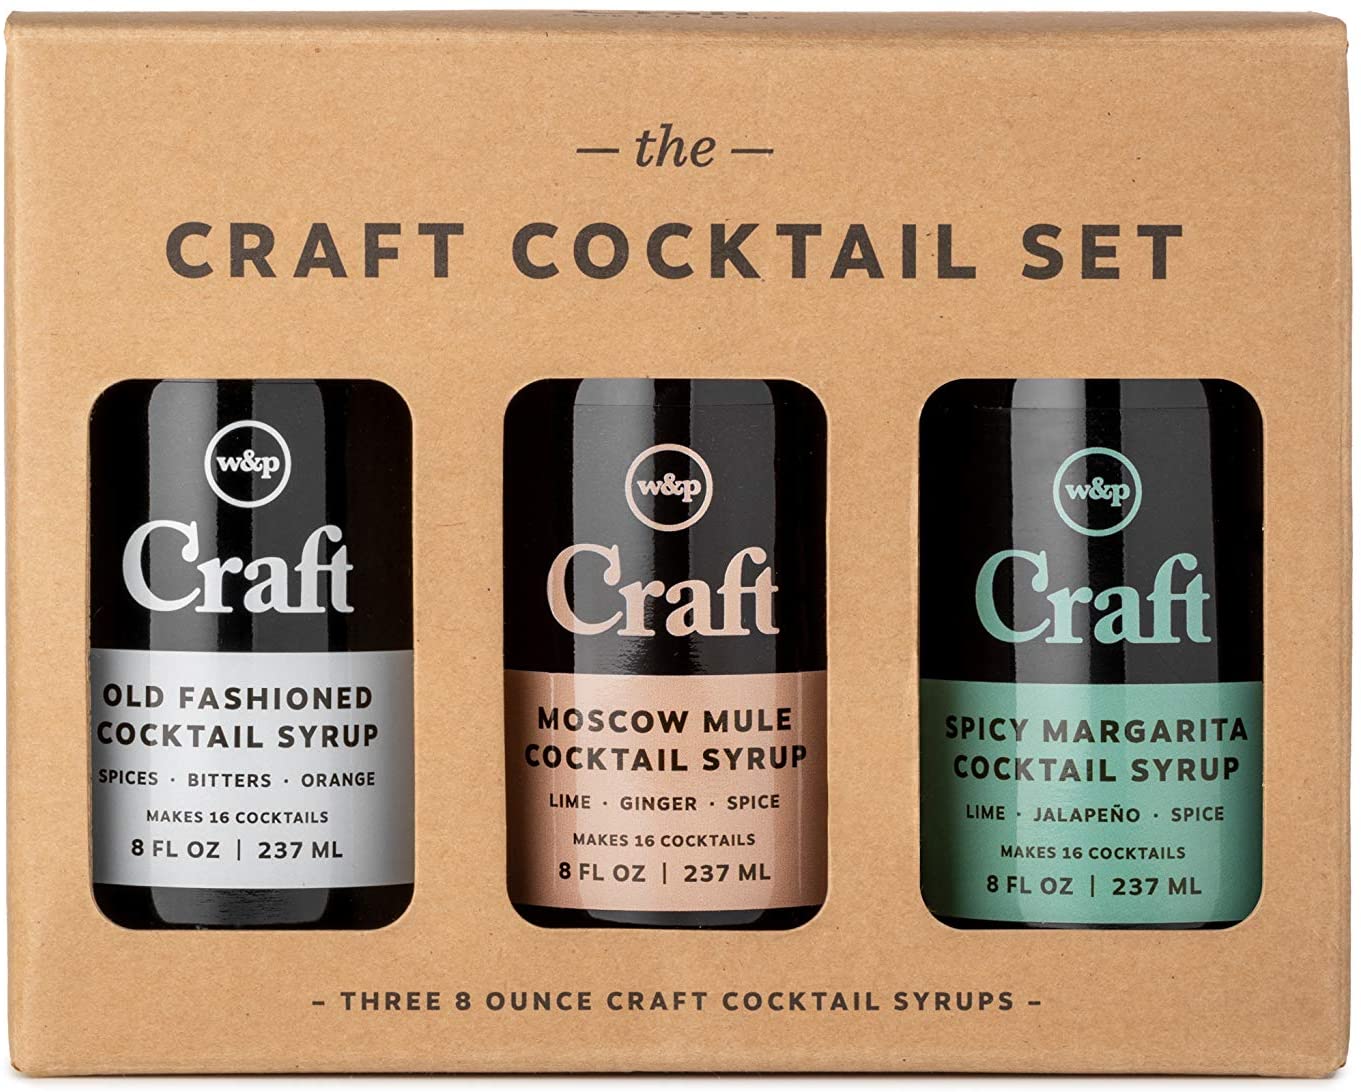 — the —
CRAFT COCKTAIL SET
w&p
Craft
OLD FASHIONED
COCKTAIL SYRUP
SPICES · BITTERS · ORANGE
MAKES 16 COCKTAILS
8 FL OZ | 237 ML
w&p
Craft
MOSCOW MULE
COCKTAIL SYRUP
LIME · GINGER · SPICE
MAKES 16 COCKTAILS
8 FL OZ | 237 ML
w&p
Craft
SPICY MARGARITA
COCKTAIL SYRUP
LIME · JALAPEÑO · SPICE
MAKES 16 COCKTAILS
8 FL OZ | 237 ML
– THREE 8 OUNCE CRAFT COCKTAIL SYRUPS –